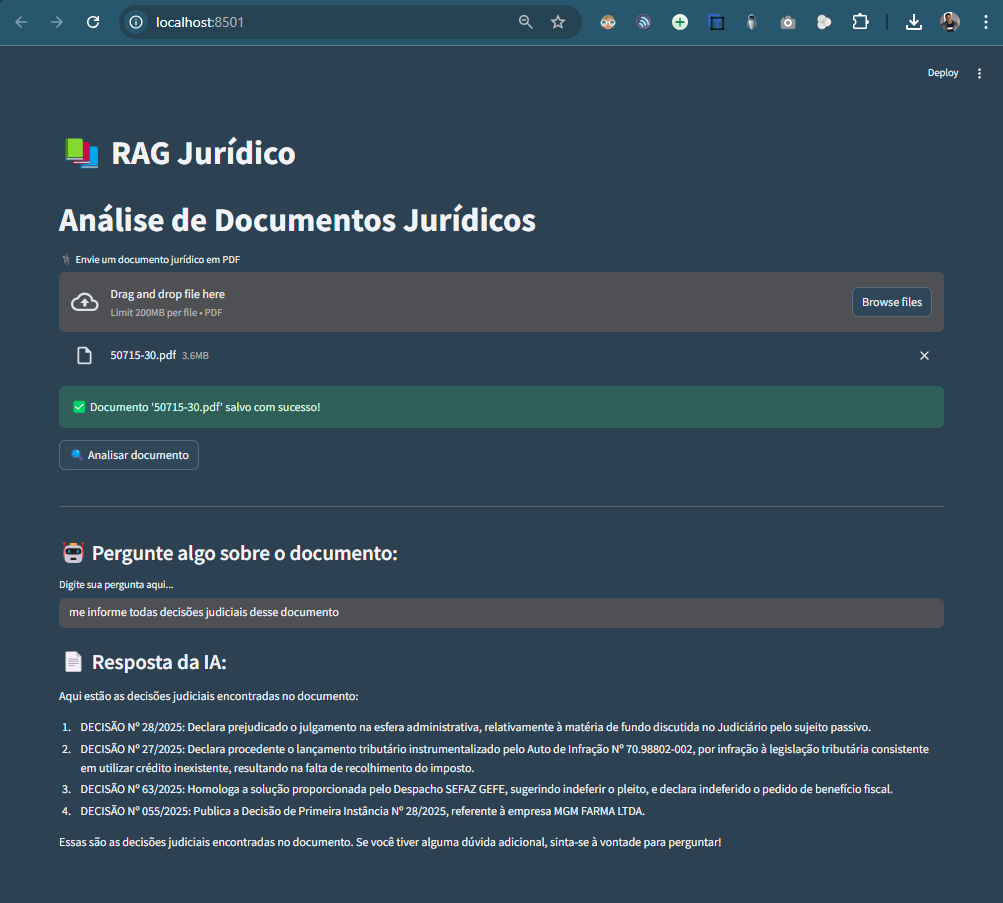 localhost:8501
Deploy
RAG Jurídico
Análise de Documentos Jurídicos
Envie um documento jurídico em PDF
Drag and drop file here
Limit 200MB per file • PDF
Browse files
50715-30.pdf 3.6MB
Documento '50715-30.pdf' salvo com sucesso!
Analisar documento
Pergunte algo sobre o documento:
Digite sua pergunta aqui...
me informe todas decisões judiciais desse documento
Resposta da IA:
Aqui estão as decisões judiciais encontradas no documento:
1. DECISÃO Nº 28/2025: Declara prejudicado o julgamento na esfera administrativa, relativamente à matéria de fundo discutida no Judiciário pelo sujeito passivo.
2. DECISÃO Nº 27/2025: Declara procedente o lançamento tributário instrumentalizado pelo Auto de Infração Nº 70.98802-002, por infração à legislação tributária consistente
em utilizar crédito inexistente, resultando na falta de recolhimento do imposto.
3. DECISÃO Nº 63/2025: Homologa a solução proporcionada pelo Despacho SEFAZ GEFE, sugerindo indeferir o pleito, e declara indeferido o pedido de benefício fiscal.
4. DECISÃO Nº 055/2025: Publica a Decisão de Primeira Instância Nº 28/2025, referente à empresa MGM FARMA LTDA.
Essas são as decisões judiciais encontradas no documento. Se você tiver alguma dúvida adicional, sinta-se à vontade para perguntar!